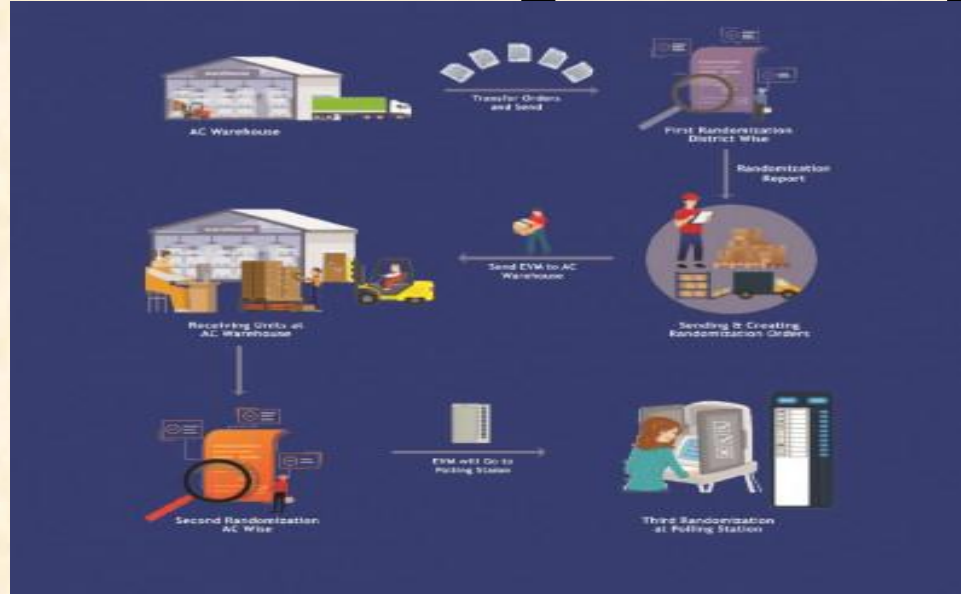 Transfer Orders
and Send
AC Warehouse
First Randomization
District Wise
Randomization
Report
Send EVM to AC
Warehouse
Receiving Units at
AC Warehouse
Sending & Creating
Randomization Orders
EVM will Go to
Polling Station
Second Randomization
AC Wise
Third Randomization
at Polling Station